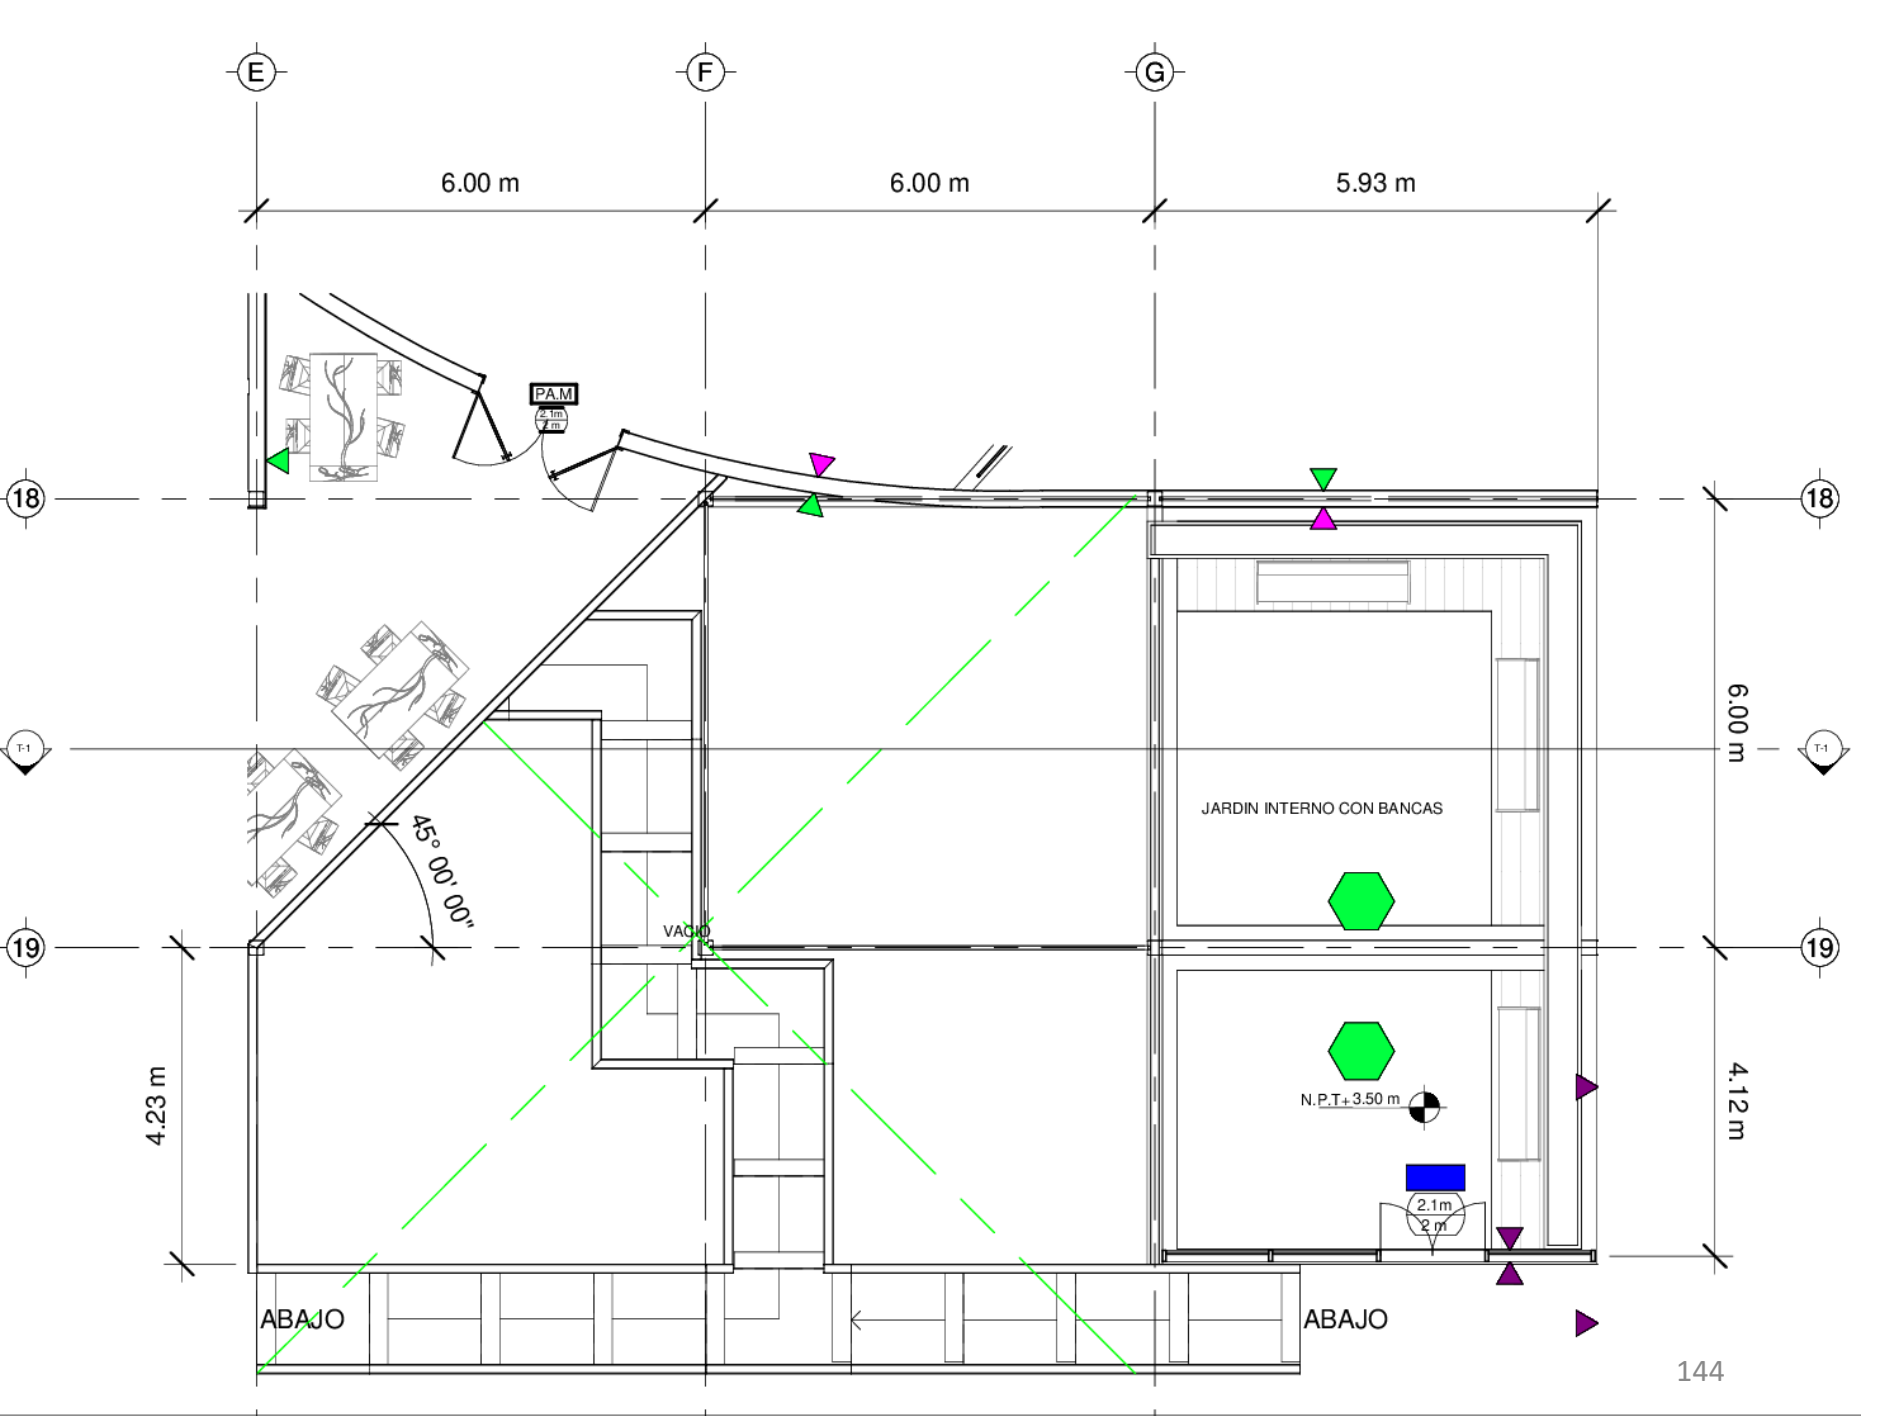 E F G
6.00 m 6.00 m 5.93 m
PA.M
2.1m
2 m
18 18
6.00 m
T-1 T-1
JARDIN INTERNO CON BANCAS
45° 00' 00"
VACIO
19 19
N.P.T+3.50 m
4.23 m
4.12 m
2.1m
2 m
ABAJO ABAJO
144